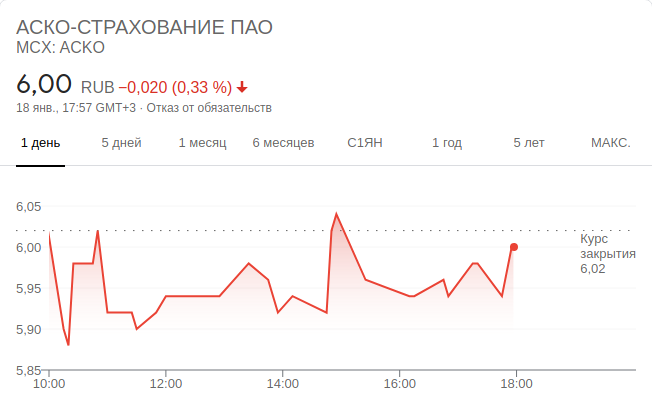 АСКО-СТРАХОВАНИЕ ПАО
MCX: ACKO
6,00 RUB −0,020 (0,33 %)
18 янв., 17:57 GMT+3 · Отказ от обязательств
1 день 5 дней 1 месяц 6 месяцев С1ЯН 1 год 5 лет МАКС.
6,05
6,00
5,95
5,90
5,85
Курс
закрытия
6,02
10:00 12:00 14:00 16:00 18:00